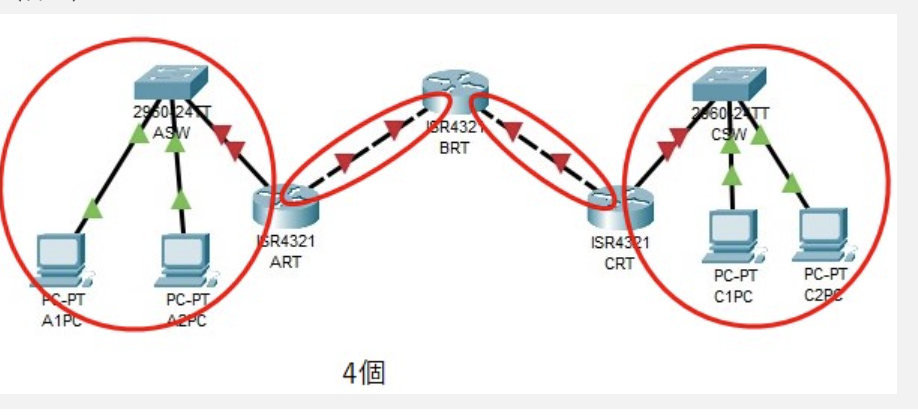 2960-24TT
ASW
ISR4321
BRT
2960-24TT
CSW
ISR4321
ART
ISR4321
CRT
PC-PT
A1PC
PC-PT
A2PC
PC-PT
C1PC
PC-PT
C2PC
4個